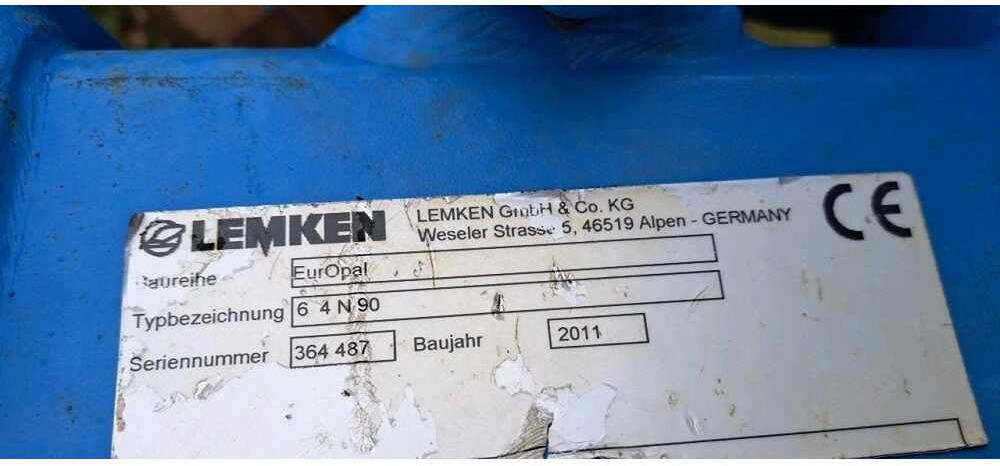 LEMKEN LEMKEN GmbH & Co. KG
Weseler Strasse 5, 46519 Alpen - GERMANY CE
Baureihe EurOpal
Typbezeichnung 6 4 N 90
Seriennummer 364 487 Baujahr 2011